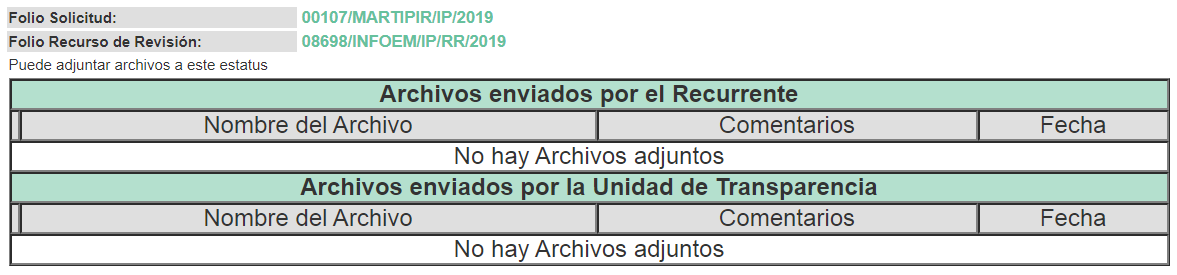 Folio Solicitud: 00107/MARTIPIR/IP/2019
Folio Recurso de Revisión: 08698/INFOEM/IP/RR/2019
Puede adjuntar archivos a este estatus
Archivos enviados por el Recurrente
Nombre del Archivo Comentarios Fecha
No hay Archivos adjuntos
Archivos enviados por la Unidad de Transparencia
Nombre del Archivo Comentarios Fecha
No hay Archivos adjuntos